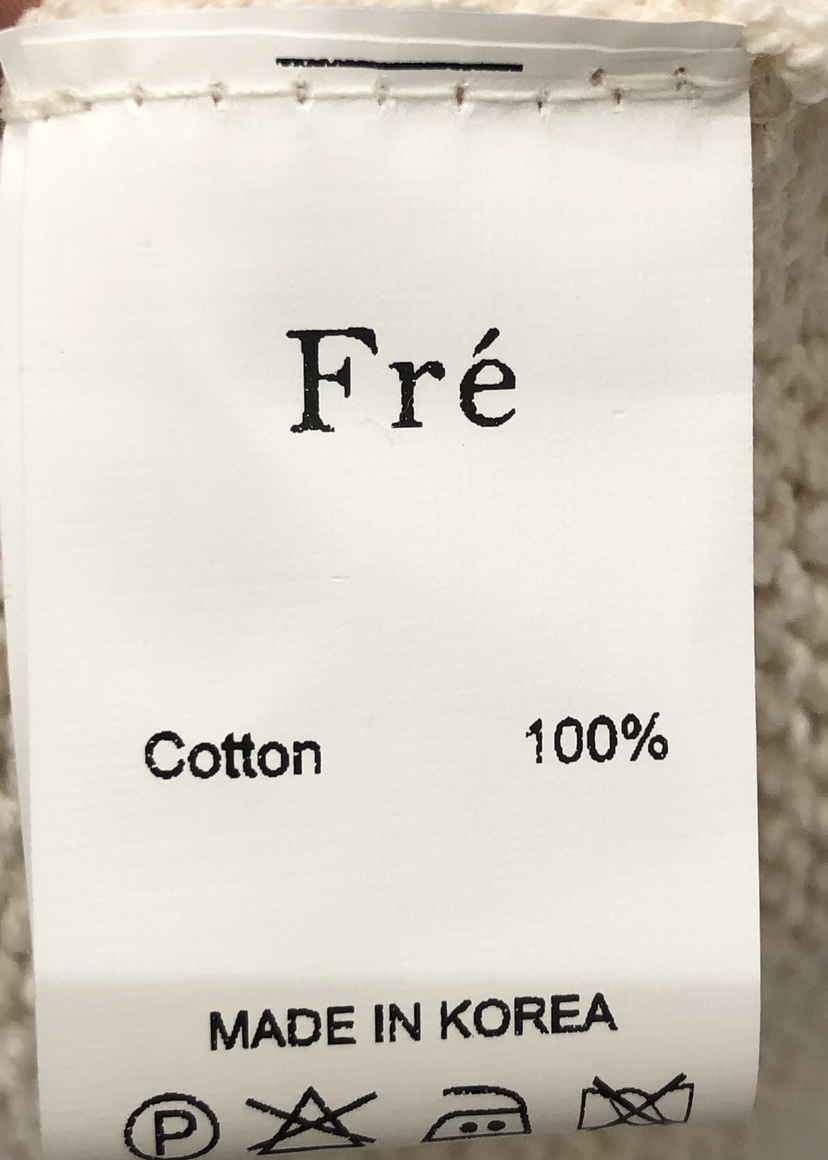 Fré
Cotton 100%
MADE IN KOREA
P